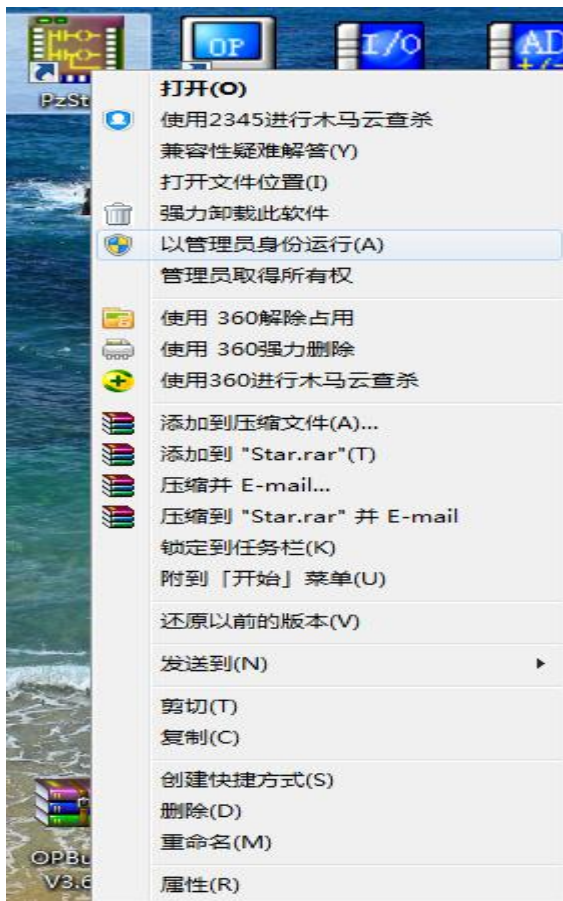 OP
I/O
AD
+/-
PzSt
打开(O)
使用2345进行木马云查杀
兼容性疑难解答(Y)
打开文件位置(I)
强力卸载此软件
以管理员身份运行(A)
管理员取得所有权
使用 360解除占用
使用 360强力删除
使用360进行木马云查杀
添加到压缩文件(A)...
添加到 "Star.rar"(T)
压缩并 E-mail...
压缩到 "Star.rar" 并 E-mail
锁定到任务栏(K)
附到「开始」菜单(U)
还原以前的版本(V)
发送到(N)
剪切(T)
复制(C)
创建快捷方式(S)
删除(D)
重命名(M)
OPBu
V3.6
属性(R)